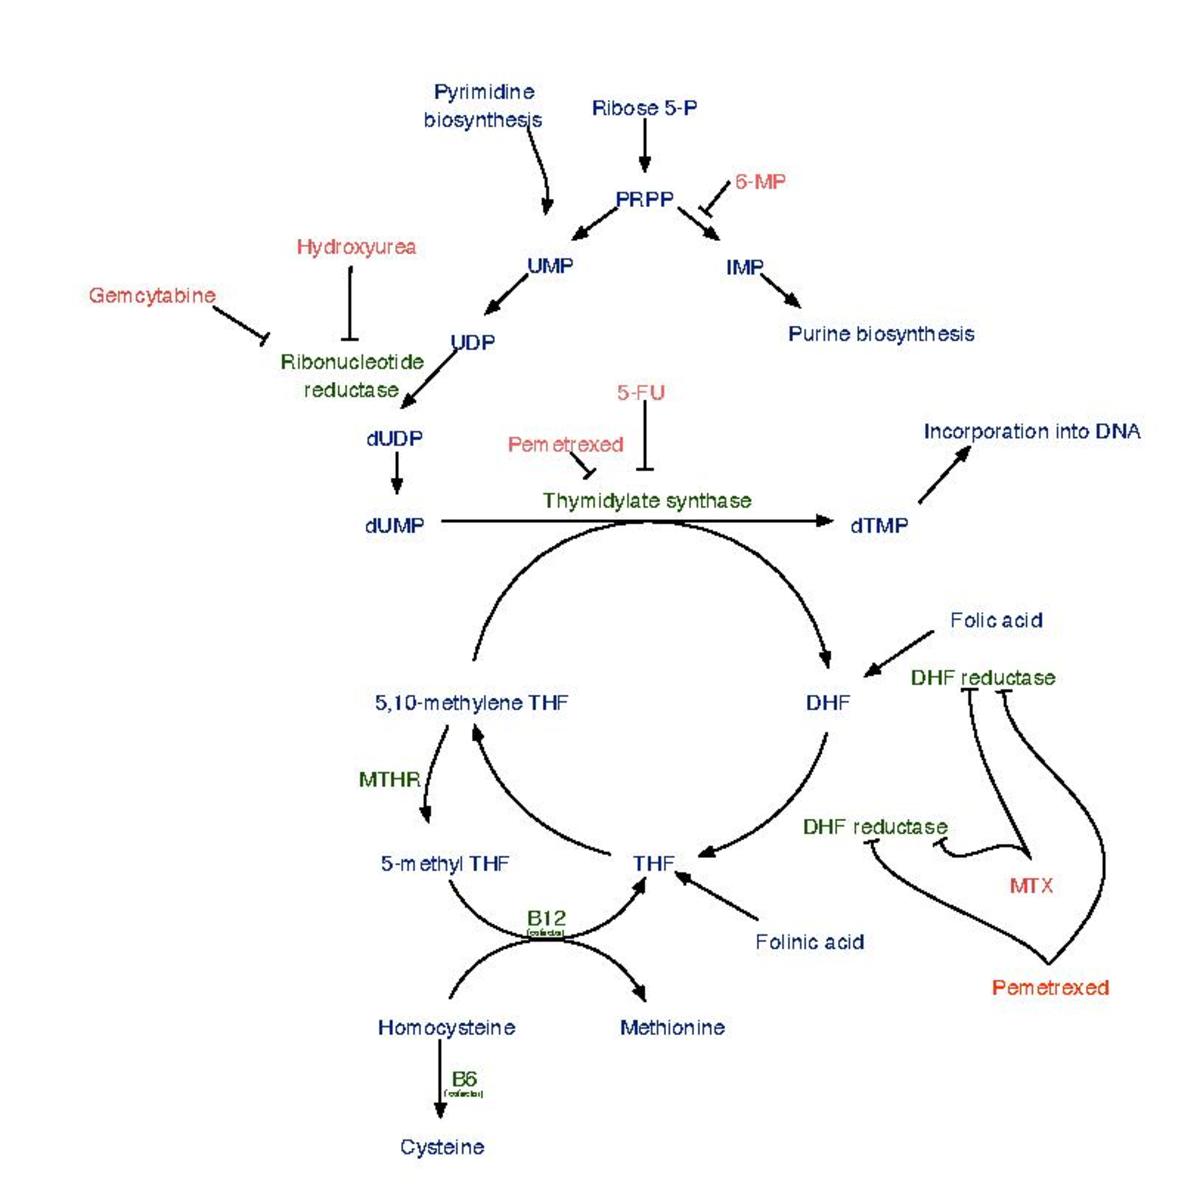 Pyrimidine
biosynthesis
Ribose 5-P
6-MP
PRPP
Hydroxyurea
UMP
IMP
Gemcytabine
Purine biosynthesis
UDP
Ribonucleotide
reductase
5-FU
dUDP
Pemetrexed
Incorporation into DNA
Thymidylate synthase
dUMP
dTMP
Folic acid
DHF reductase
5,10-methylene THF
DHF
MTHR
DHF reductase
5-methyl THF
THF
MTX
B12
(cofactor)
Folinic acid
Pemetrexed
Homocysteine
Methionine
B6
(cofactor)
Cysteine